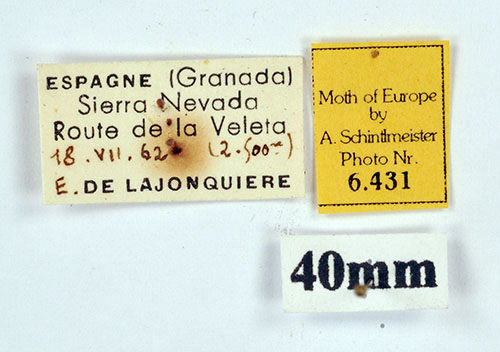 ESPAGNE (Granada)
Sierra Nevada
Route de la Veleta
18.VII.62 (2.500m)
E. DE LAJONQUIERE
Moth of Europe
by
A. Schintlmeister
Photo Nr.
6.431
40mm